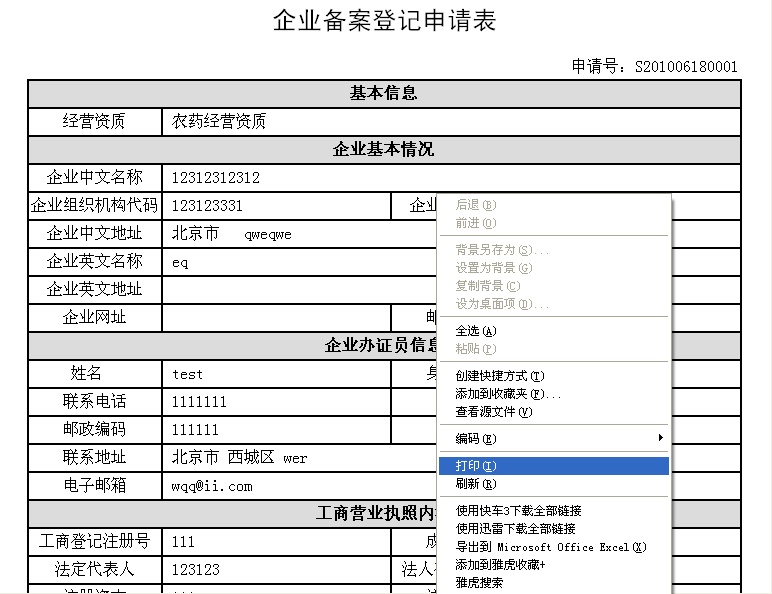 企业备案登记申请表
申请号：S201006180001
基本信息
经营资质 农药经营资质
企业基本情况
企业中文名称 12312312312
企业组织机构代码 123123331 企业
企业中文地址 北京市 qweqwe
企业英文名称 eq
企业英文地址
企业网址
企业办证员信息
姓名 test
联系电话 1111111
邮政编码 111111
联系地址 北京市 西城区 wer
电子邮箱 wqq@ii.com
工商营业执照内
工商登记注册号 111
法定代表人 123123 法人
后退(B)
前进(O)
背景另存为(S)...
设置为背景(G)
复制背景(C)
设为桌面项(D)...
全选(A)
粘贴(P)
创建快捷方式(T)
添加到收藏夹(F)...
查看源文件(V)
编码(E)
打印(I)
刷新(R)
使用快车3下载全部链接
使用迅雷下载全部链接
导出到 Microsoft Office Excel(X)
添加到雅虎收藏+
雅虎搜索